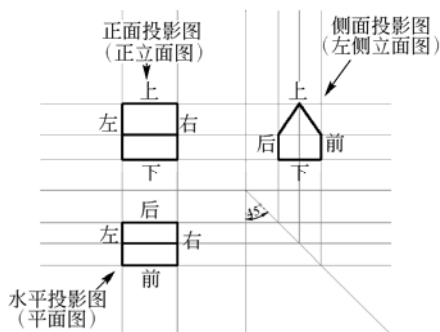 正面投影图
(正立面图)
侧面投影图
(左侧立面图)
上
左
右
下
上
后
前
下
后
左
右
前
45°
水平投影图
(平面图)